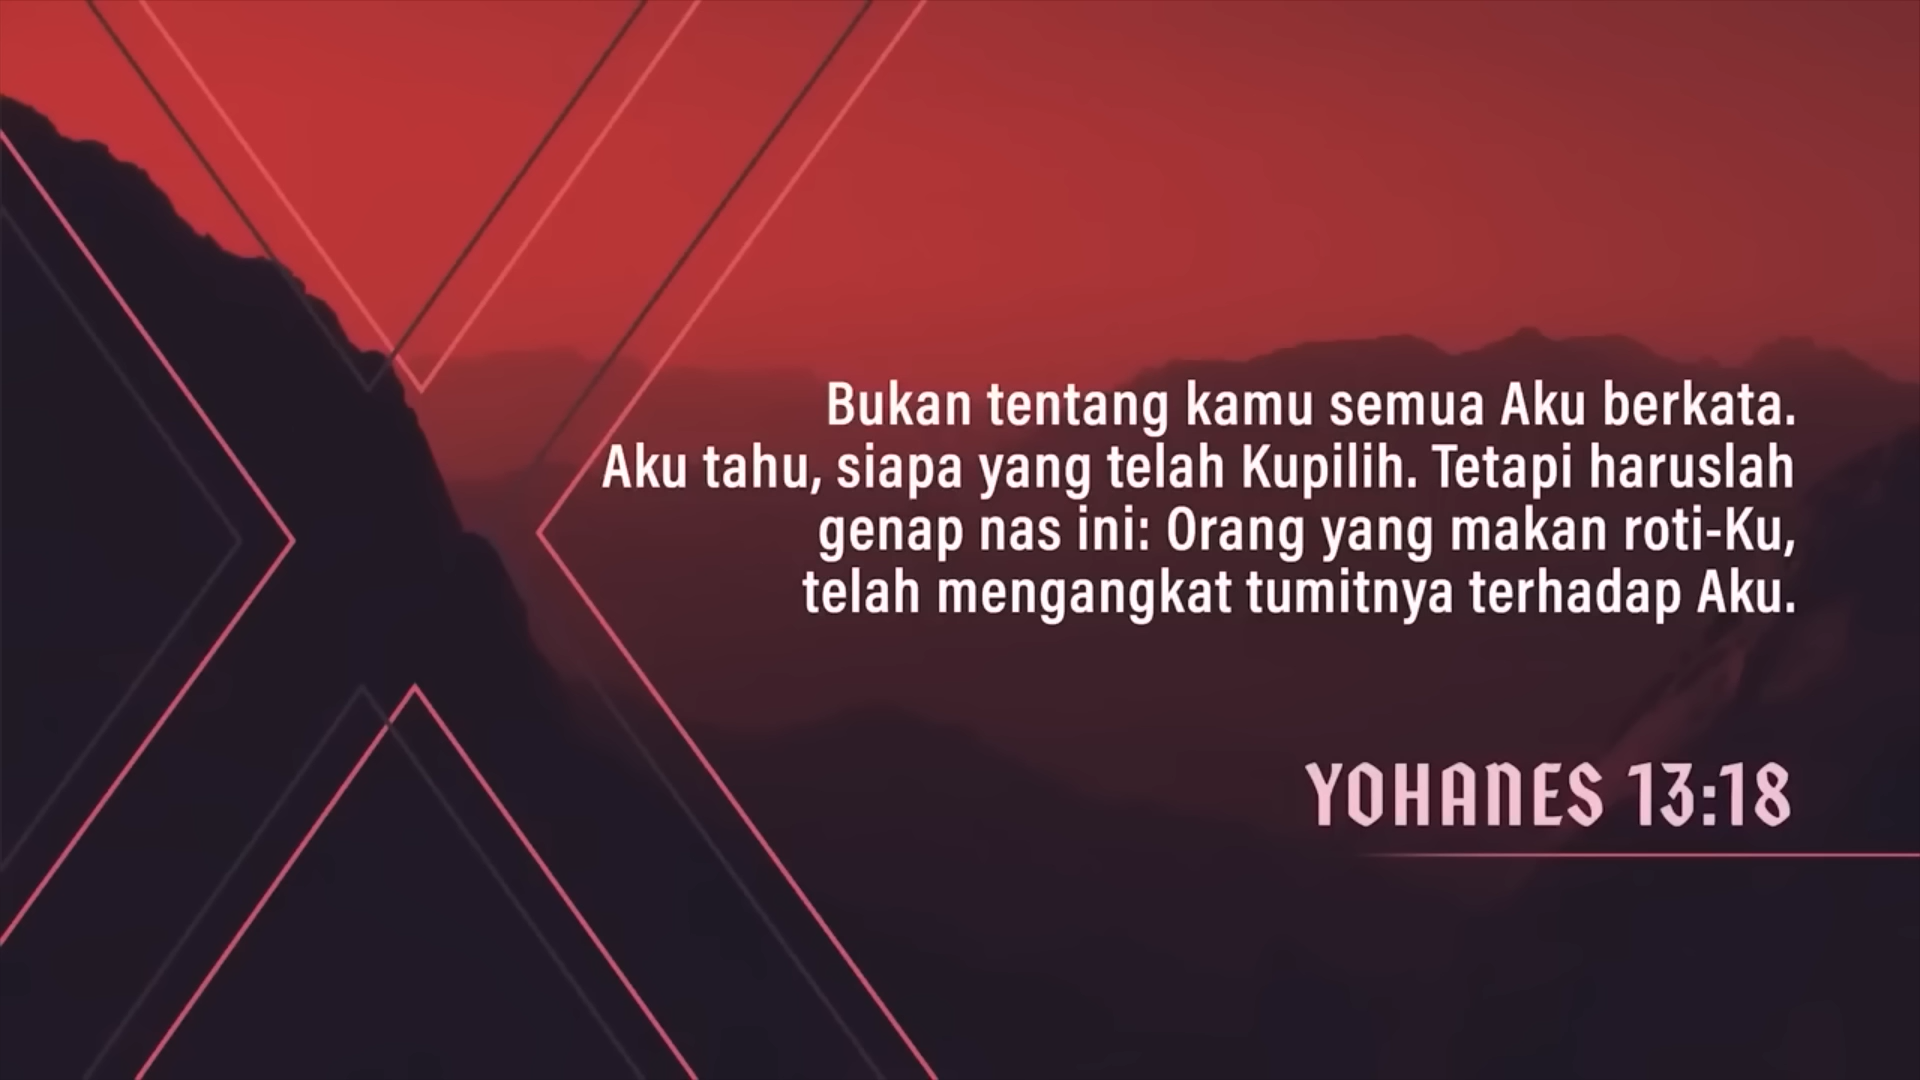 Bukan tentang kamu semua Aku berkata.
Aku tahu, siapa yang telah Kupilih. Tetapi haruslah
genap nas ini: Orang yang makan roti-Ku,
telah mengangkat tumitnya terhadap Aku.
YOHANES 13:18